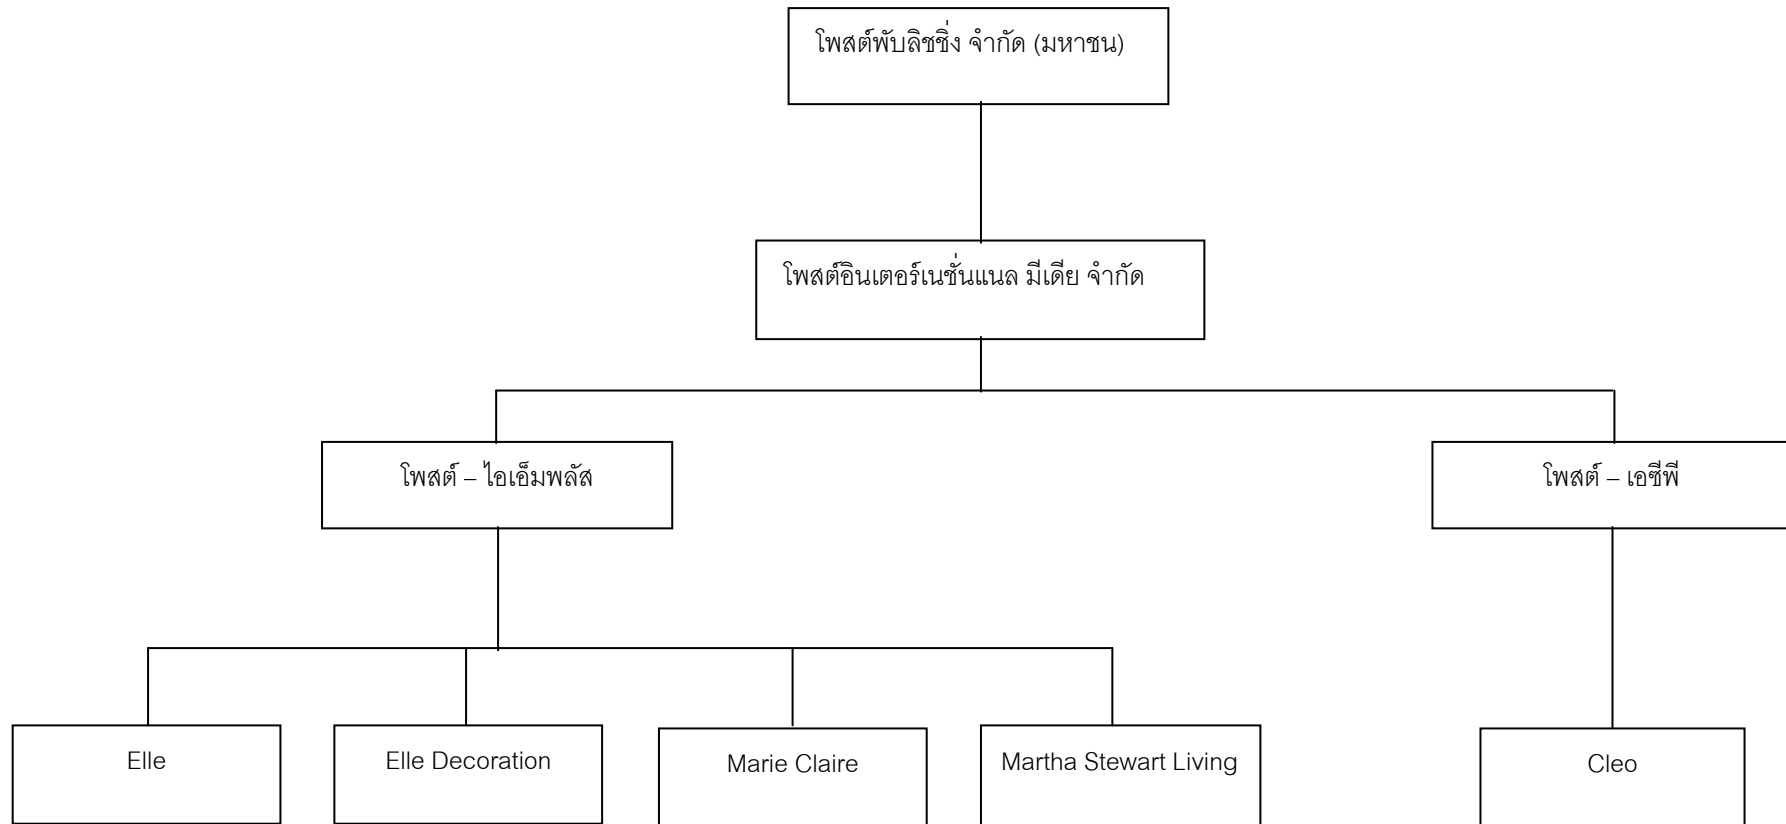 โพสต์พับลิชชิ่ง จำกัด (มหาชน)
โพสต์อินเตอร์เนชั่นแนล มีเดีย จำกัด
โพสต์ – ไอเอ็มพลัส
โพสต์ – เอซีพี
Elle
Elle Decoration
Marie Claire
Martha Stewart Living
Cleo